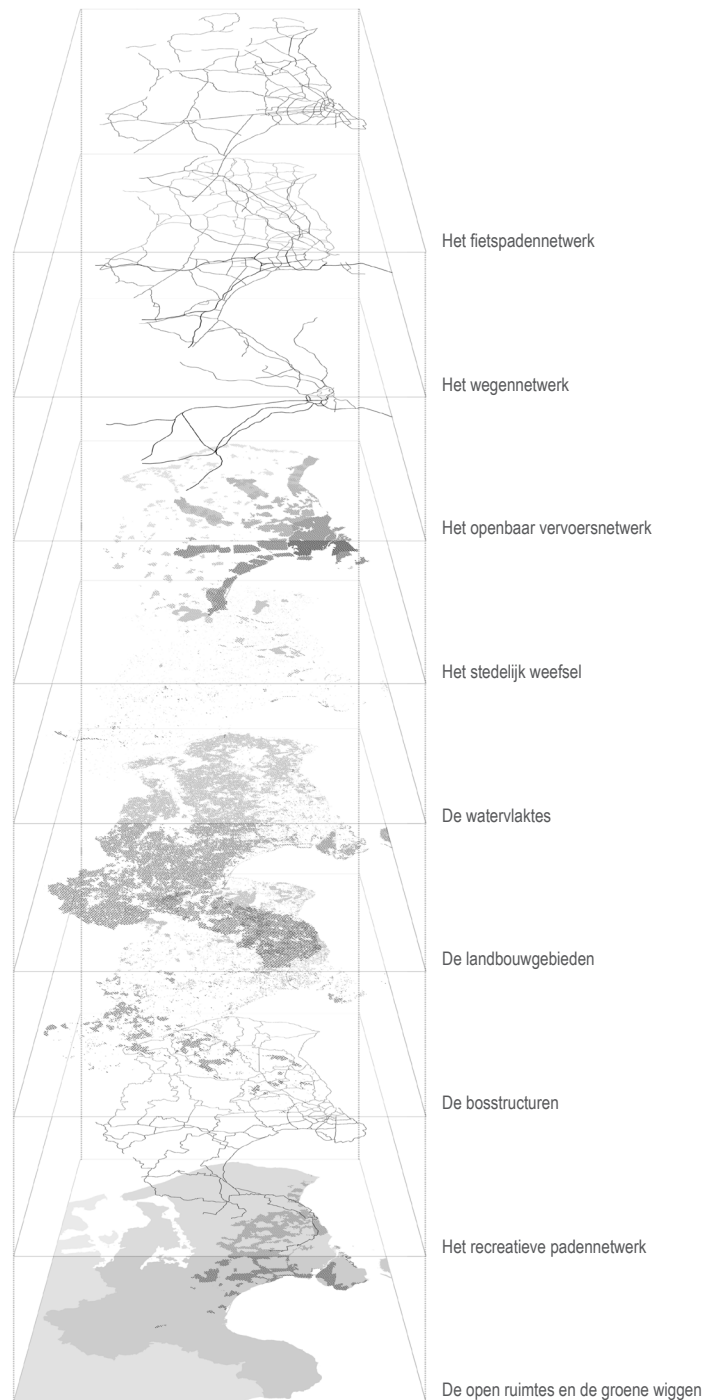 Het fietspadennetwerk
Het wegennetwerk
Het openbaar vervoersnetwerk
Het stedelijk weefsel
De watervlaktes
De landbouwgebieden
De bosstructuren
Het recreatieve padennetwerk
De open ruimtes en de groene wiggen